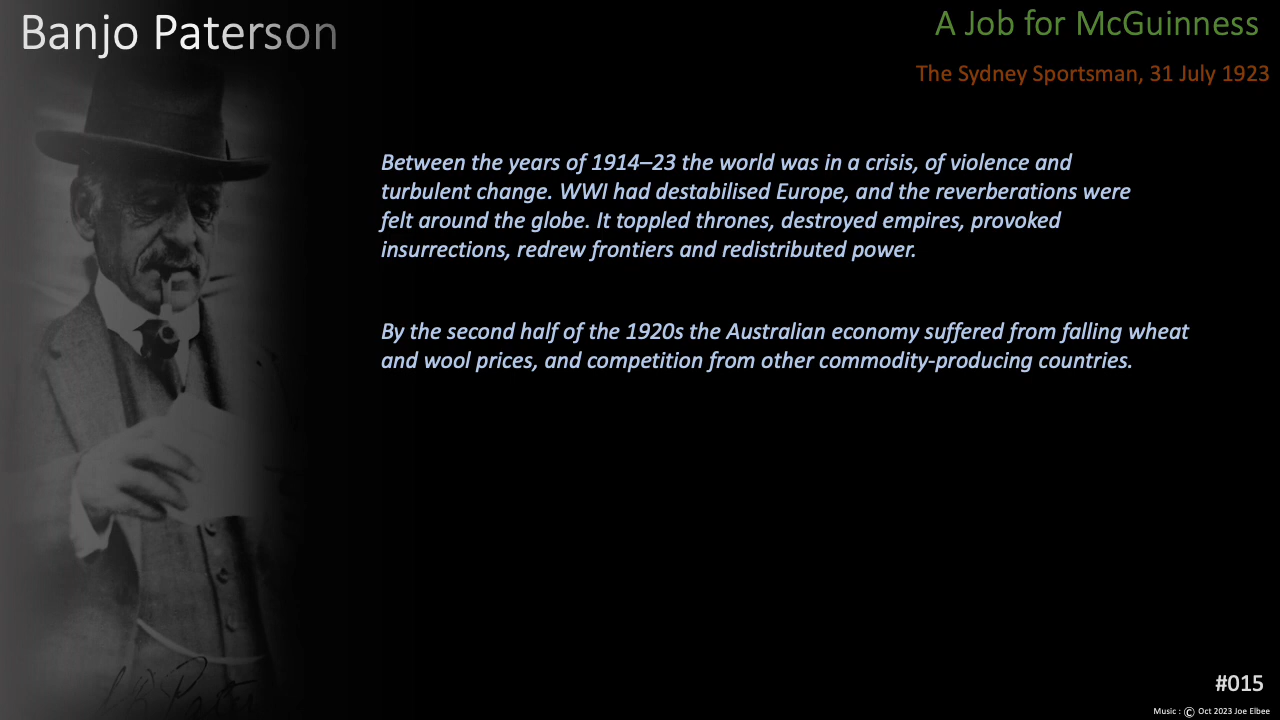 Banjo Paterson
A Job for McGuinness
The Sydney Sportsman, 31 July 1923
Between the years of 1914–23 the world was in a crisis, of violence and
turbulent change. WWI had destabilised Europe, and the reverberations were
felt around the globe. It toppled thrones, destroyed empires, provoked
insurrections, redrew frontiers and redistributed power.
By the second half of the 1920s the Australian economy suffered from falling wheat
and wool prices, and competition from other commodity-producing countries.
#015
Music : © Oct 2023 Joe Elbee